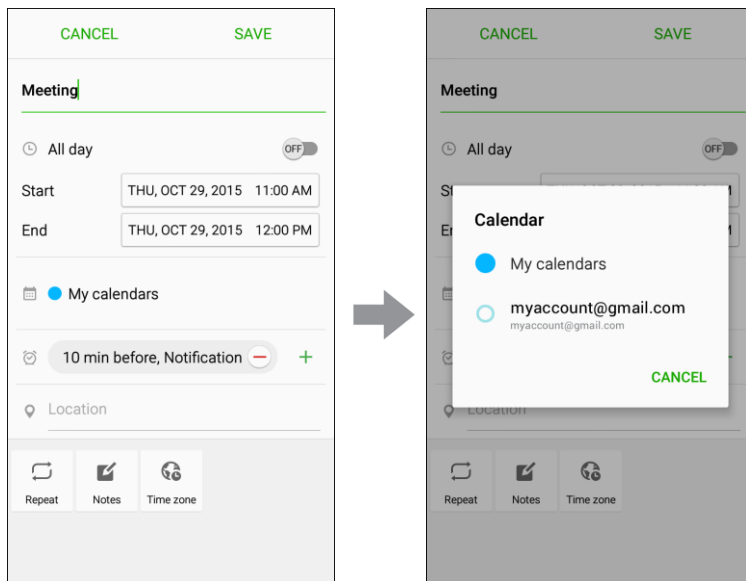 CANCEL SAVE
Meeting
All day OFF
Start THU, OCT 29, 2015 11:00 AM
End THU, OCT 29, 2015 12:00 PM
My calendars
10 min before, Notification
Location
Repeat Notes Time zone
CANCEL SAVE
Meeting
All day OFF
Calendar
My calendars
myaccount@gmail.com
myaccount@gmail.com
CANCEL
Location
Repeat Notes Time zone